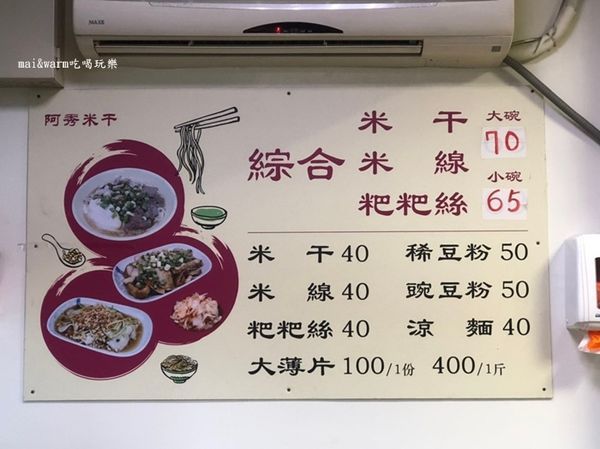 MAXE
mai&warm吃喝玩樂
阿秀米干
綜合
米干
米線
粑粑絲
大碗
70
小碗
65
米干 40 稀豆粉 50
米線 40 豌豆粉 50
粑粑絲 40 涼麵 40
大薄片 100/1份 400/1斤